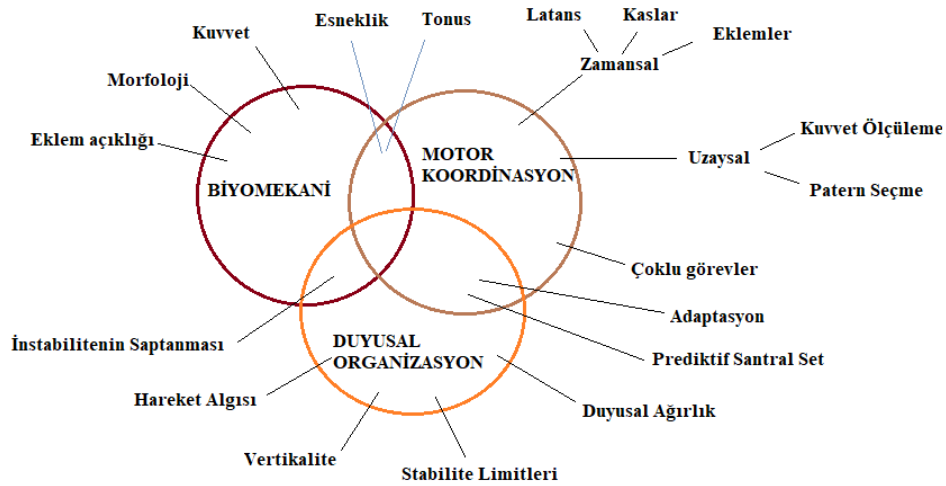 Latans
Kaslar
Esneklik
Tonus
Kuvvet
Eklemler
Zamansal
Morfoloji
Kuvvet Ölçüleme
Eklem açıklığı
MOTOR
KOORDİNASYON
Uzaysal
BİYOMEKANİ
Patern Seçme
Çoklu görevler
Adaptasyon
İnstabilitenin Saptanması
DUYUSAL
ORGANİZASYON
Prediktif Santral Set
Hareket Algısı
Duyusal Ağırlık
Vertikalite
Stabilite Limitleri